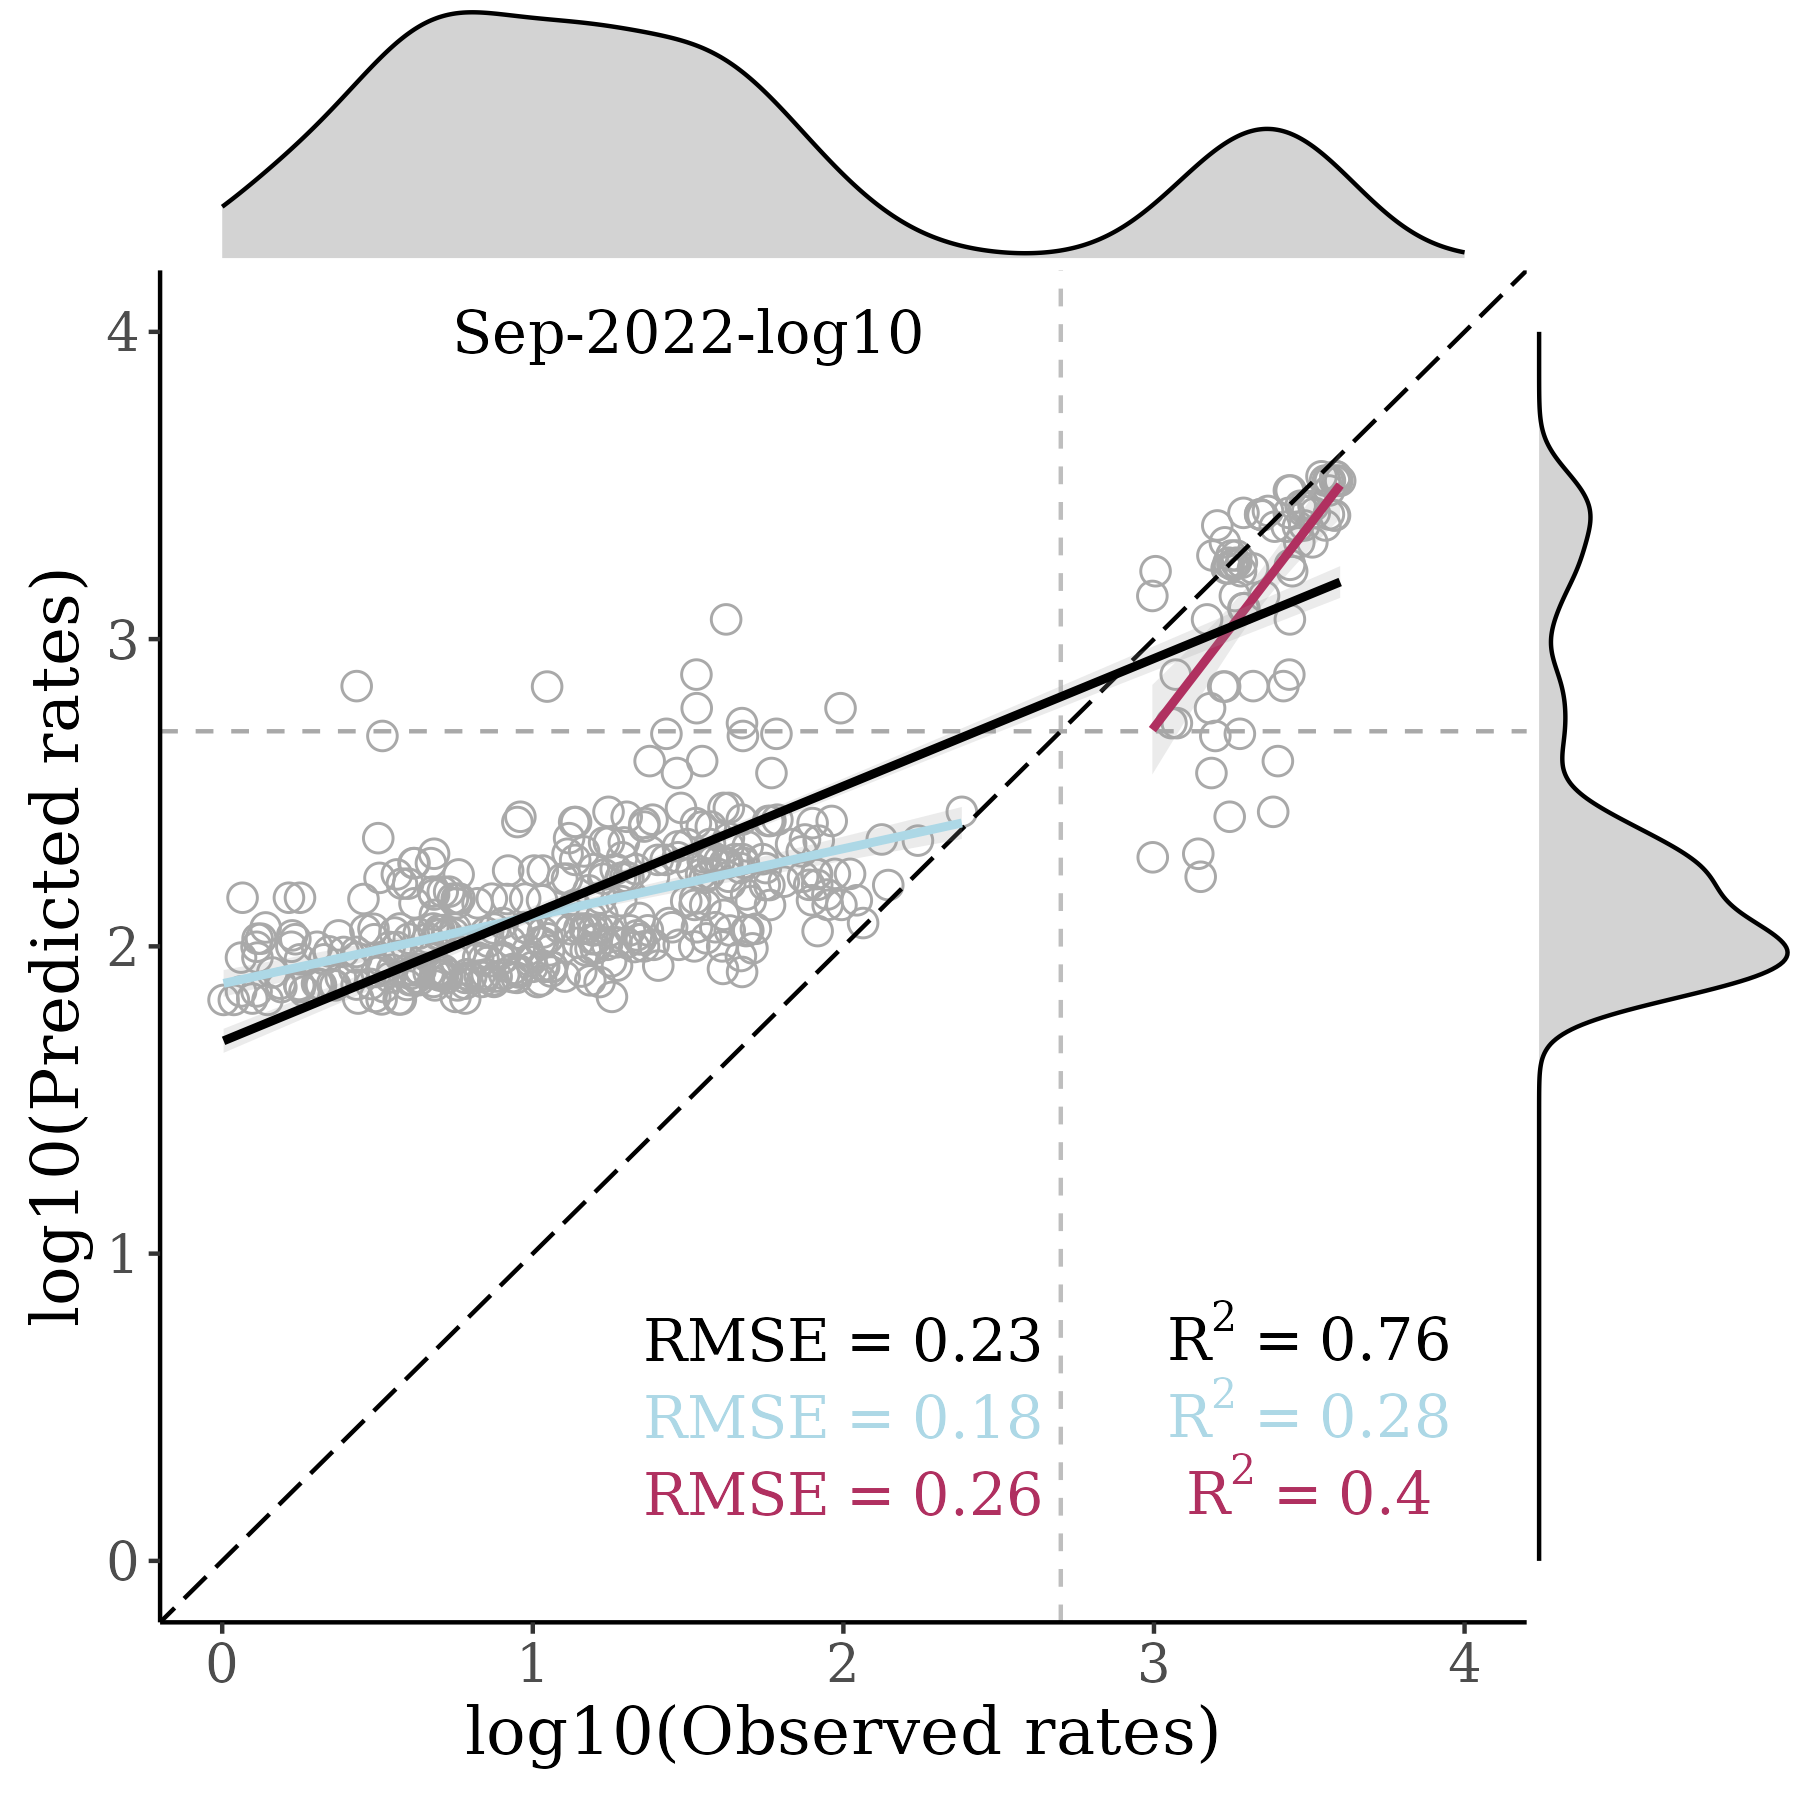 Sep-2022-log10
4
3
2
1
0
log10(Predicted rates)
RMSE = 0.23 R² = 0.76
RMSE = 0.18 R² = 0.28
RMSE = 0.26 R² = 0.4
0 1 2 3 4
log10(Observed rates)